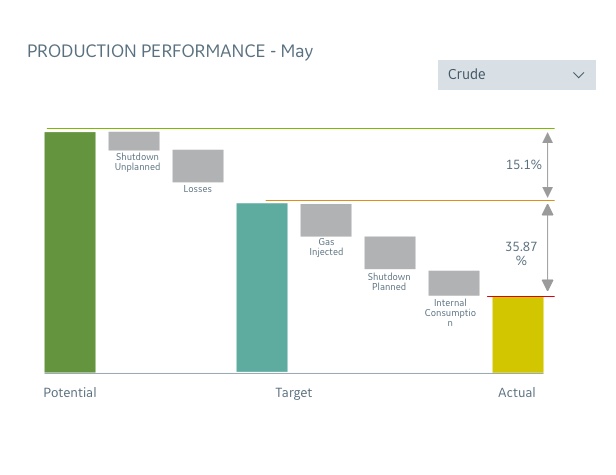 PRODUCTION PERFORMANCE - May
Crude
Shutdown
Unplanned
Losses
15.1%
Gas
Injected
Shutdown
Planned
Internal
Consumptio
n
35.87
%
Potential
Target
Actual